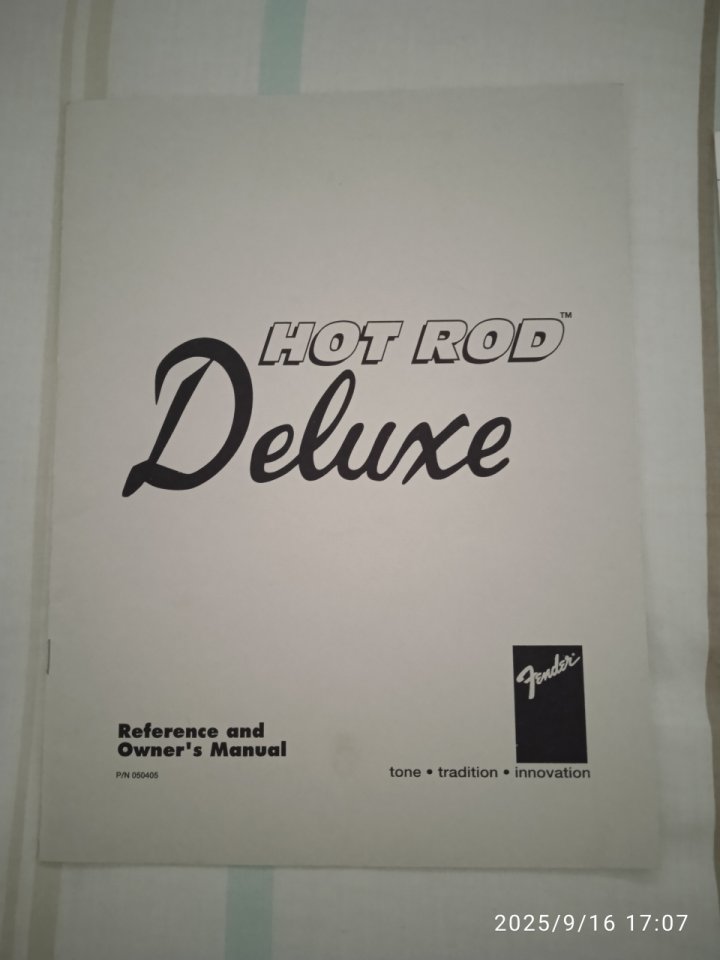 HOT ROD™
Deluxe
Fender®
Reference and
Owner's Manual
P/N 050405
tone • tradition • innovation
2025/9/16 17:07